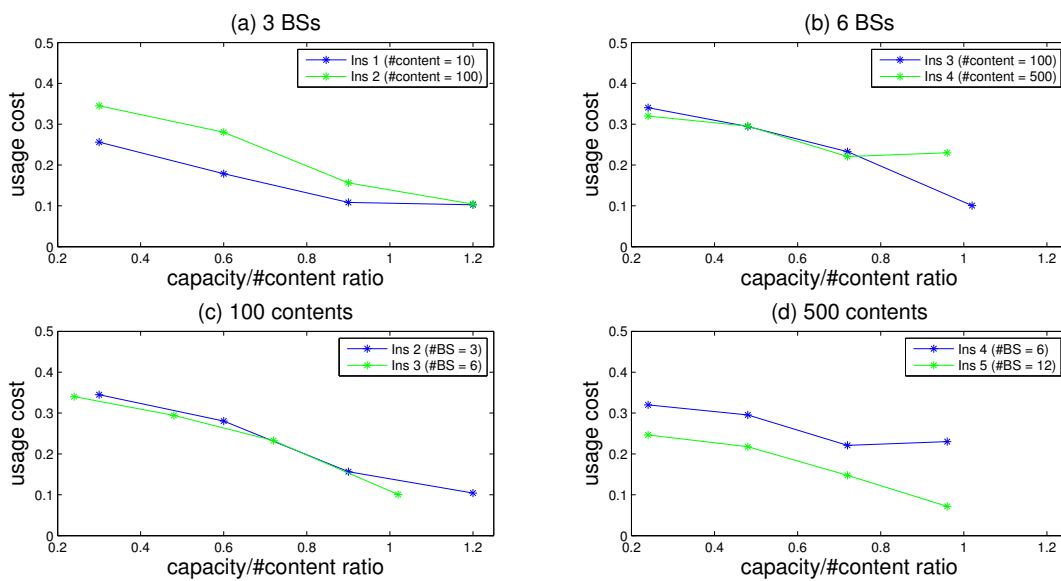 (a) 3 BSs
0.5
0.4
0.3
0.2
0.1
0
usage cost
Ins 1 (#content = 10)
Ins 2 (#content = 100)
0.2 0.4 0.6 0.8 1 1.2
capacity/#content ratio
(b) 6 BSs
0.5
0.4
0.3
0.2
0.1
0
usage cost
Ins 3 (#content = 100)
Ins 4 (#content = 500)
0.2 0.4 0.6 0.8 1 1.2
capacity/#content ratio
(c) 100 contents
0.5
0.4
0.3
0.2
0.1
0
usage cost
Ins 2 (#BS = 3)
Ins 3 (#BS = 6)
0.2 0.4 0.6 0.8 1 1.2
capacity/#content ratio
(d) 500 contents
0.5
0.4
0.3
0.2
0.1
0
usage cost
Ins 4 (#BS = 6)
Ins 5 (#BS = 12)
0.2 0.4 0.6 0.8 1 1.2
capacity/#content ratio